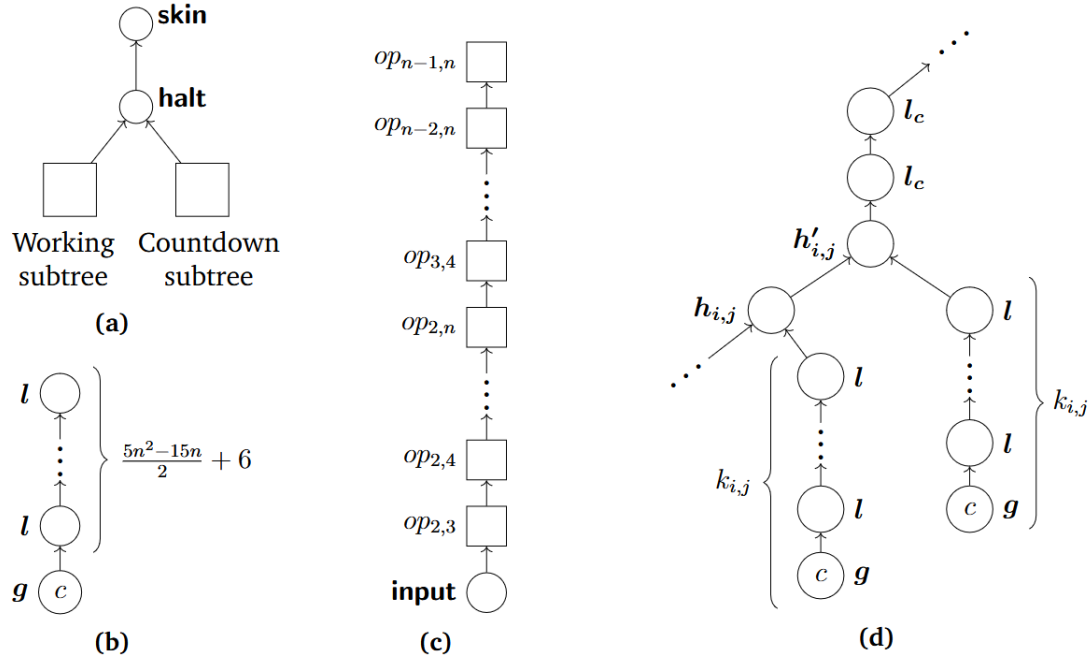 skin
halt
Working subtree
Countdown subtree
(a)
l
l
g c
5n²−15n / 2 + 6
(b)
op_{n−1,n}
op_{n−2,n}
op_{3,4}
op_{2,n}
op_{2,4}
op_{2,3}
input
(c)
l_c
l_c
h'_{i,j}
h_{i,j}
l
l
c g
k_{i,j}
l
l
c g
k_{i,j}
(d)